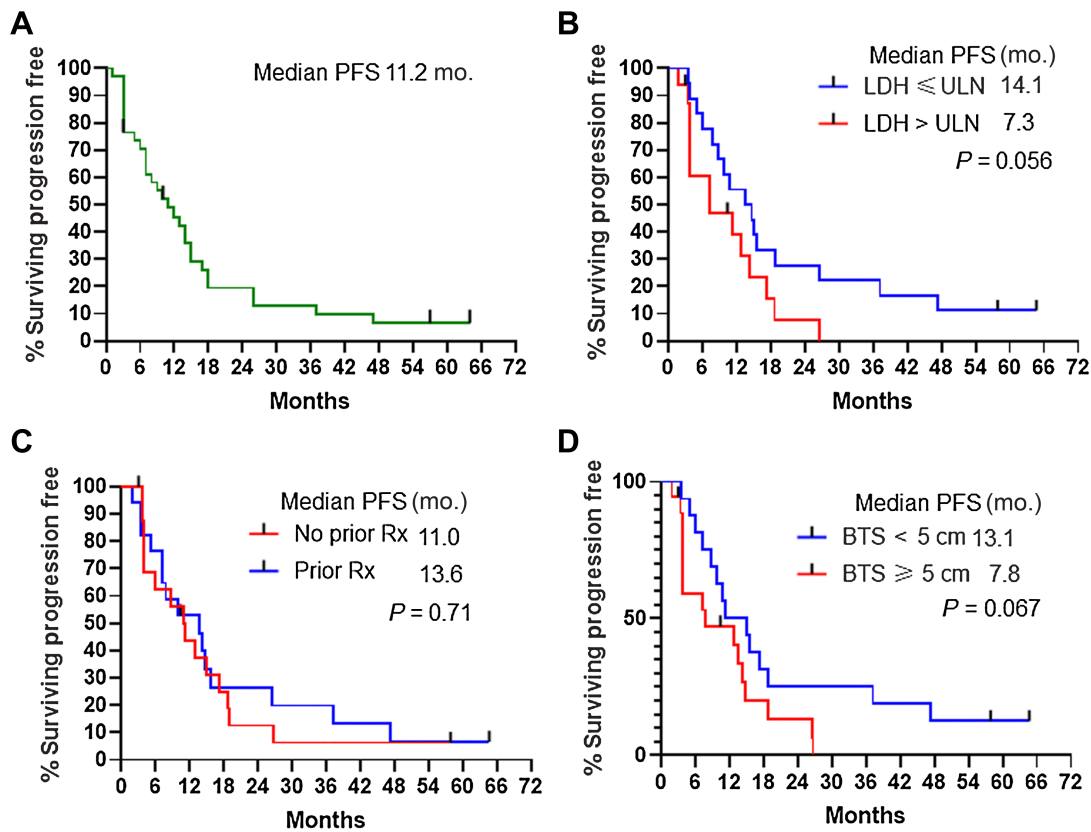 A
% Surviving progression free
Median PFS 11.2 mo.
100
90
80
70
60
50
40
30
20
10
0
0 6 12 18 24 30 36 42 48 54 60 66 72
Months
B
% Surviving progression free
Median PFS (mo.)
LDH ⩽ ULN 14.1
LDH > ULN 7.3
P = 0.056
100
90
80
70
60
50
40
30
20
10
0
0 6 12 18 24 30 36 42 48 54 60 66 72
Months
C
% Surviving progression free
Median PFS (mo.)
No prior Rx 11.0
Prior Rx 13.6
P = 0.71
100
90
80
70
60
50
40
30
20
10
0
0 6 12 18 24 30 36 42 48 54 60 66 72
Months
D
% Surviving progression free
Median PFS (mo.)
BTS < 5 cm 13.1
BTS ⩾ 5 cm 7.8
P = 0.067
100
50
0
0 6 12 18 24 30 36 42 48 54 60 66 72
Months